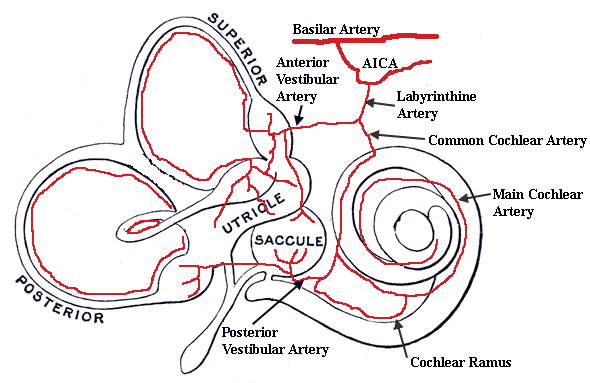 SUPERIOR
Basilar Artery
AICA
Anterior
Vestibular
Artery
Labyrinthine
Artery
Common Cochlear Artery
Main Cochlear
Artery
UTRICLE
SACCULE
POSTERIOR
Posterior
Vestibular Artery
Cochlear Ramus